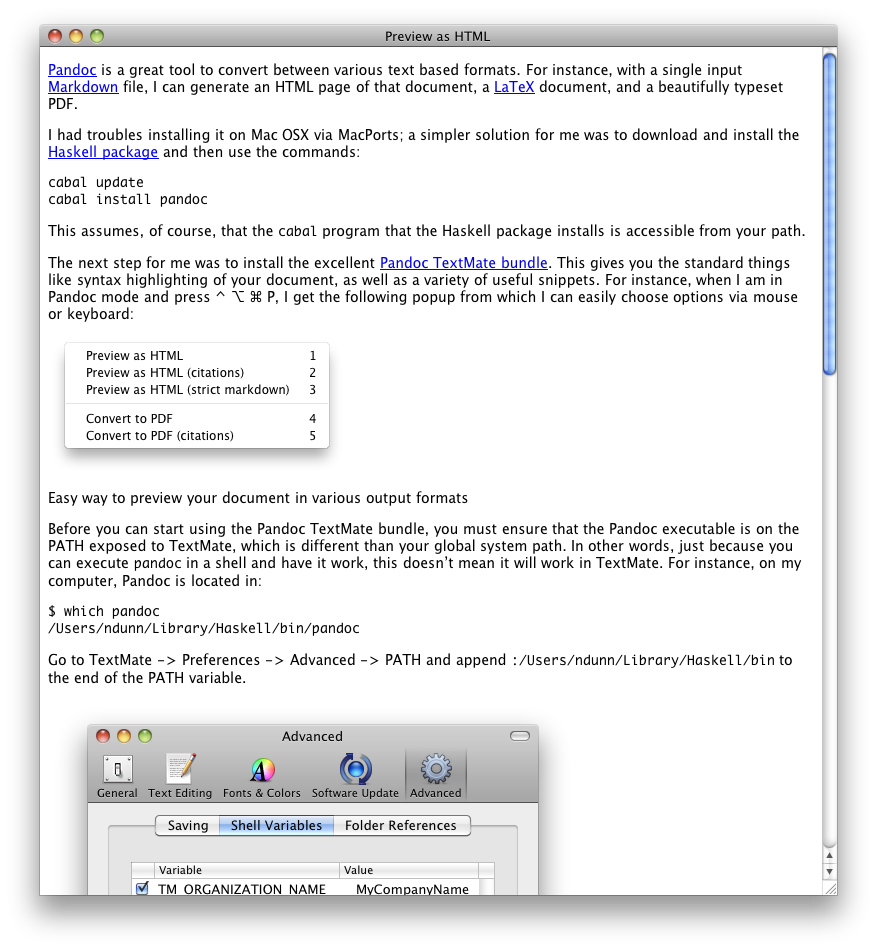 Preview as HTML
Pandoc is a great tool to convert between various text based formats. For instance, with a single input
Markdown file, I can generate an HTML page of that document, a LaTeX document, and a beautifully typeset
PDF.
I had troubles installing it on Mac OSX via MacPorts; a simpler solution for me was to download and install the
Haskell package and then use the commands:
cabal update
cabal install pandoc
This assumes, of course, that the cabal program that the Haskell package installs is accessible from your path.
The next step for me was to install the excellent Pandoc TextMate bundle. This gives you the standard things
like syntax highlighting of your document, as well as a variety of useful snippets. For instance, when I am in
Pandoc mode and press ^ ⌥ ⌘ P, I get the following popup from which I can easily choose options via mouse
or keyboard:
Preview as HTML 1
Preview as HTML (citations) 2
Preview as HTML (strict markdown) 3
Convert to PDF 4
Convert to PDF (citations) 5
Easy way to preview your document in various output formats
Before you can start using the Pandoc TextMate bundle, you must ensure that the Pandoc executable is on the
PATH exposed to TextMate, which is different than your global system path. In other words, just because you
can execute pandoc in a shell and have it work, this doesn't mean it will work in TextMate. For instance, on my
computer, Pandoc is located in:
$ which pandoc
/Users/ndunn/Library/Haskell/bin/pandoc
Go to TextMate -> Preferences -> Advanced -> PATH and append :/Users/ndunn/Library/Haskell/bin to
the end of the PATH variable.
Advanced
General Text Editing Fonts & Colors Software Update Advanced
Saving Shell Variables Folder References
Variable Value
TM_ORGANIZATION_NAME MyCompanyName